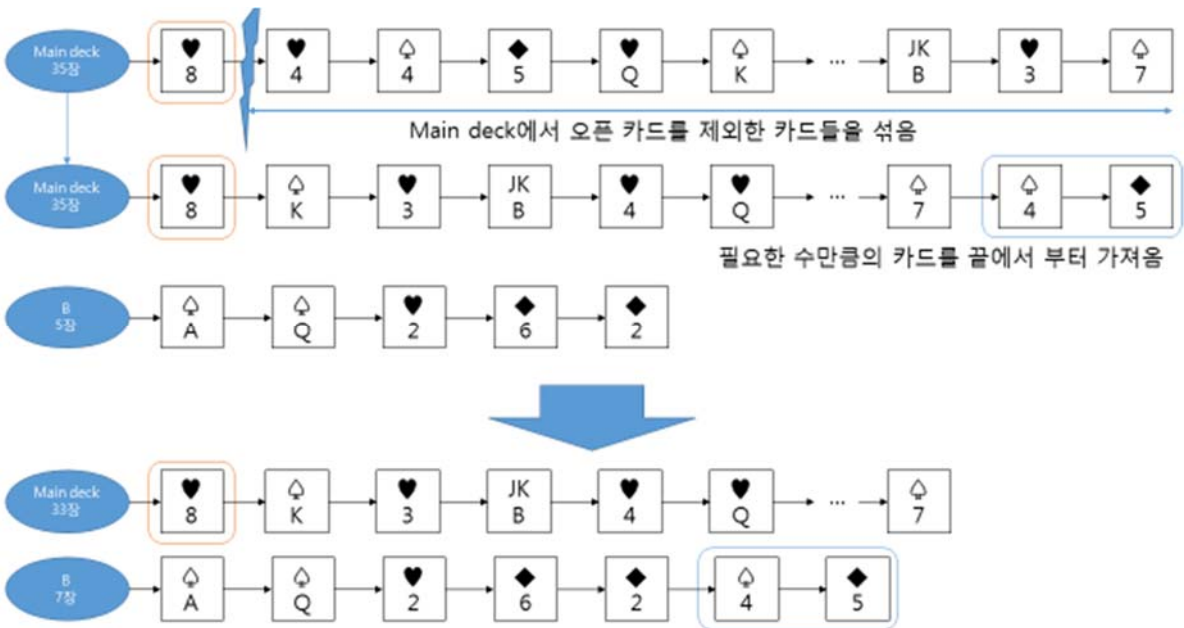 Main deck
35장
♥
8
♥
4
♤
4
◆
5
♥
Q
♤
K
...
JK
B
♥
3
♤
7
Main deck에서 오픈 카드를 제외한 카드들을 섞음
Main deck
35장
♥
8
♤
K
♥
3
JK
B
♥
4
♥
Q
...
♤
7
♤
4
◆
5
필요한 수만큼의 카드를 끝에서 부터 가져옴
B
5장
♤
A
♤
Q
♥
2
◆
6
◆
2
Main deck
33장
♥
8
♤
K
♥
3
JK
B
♥
4
♥
Q
...
♤
7
B
7장
♤
A
♤
Q
♥
2
◆
6
◆
2
♤
4
◆
5